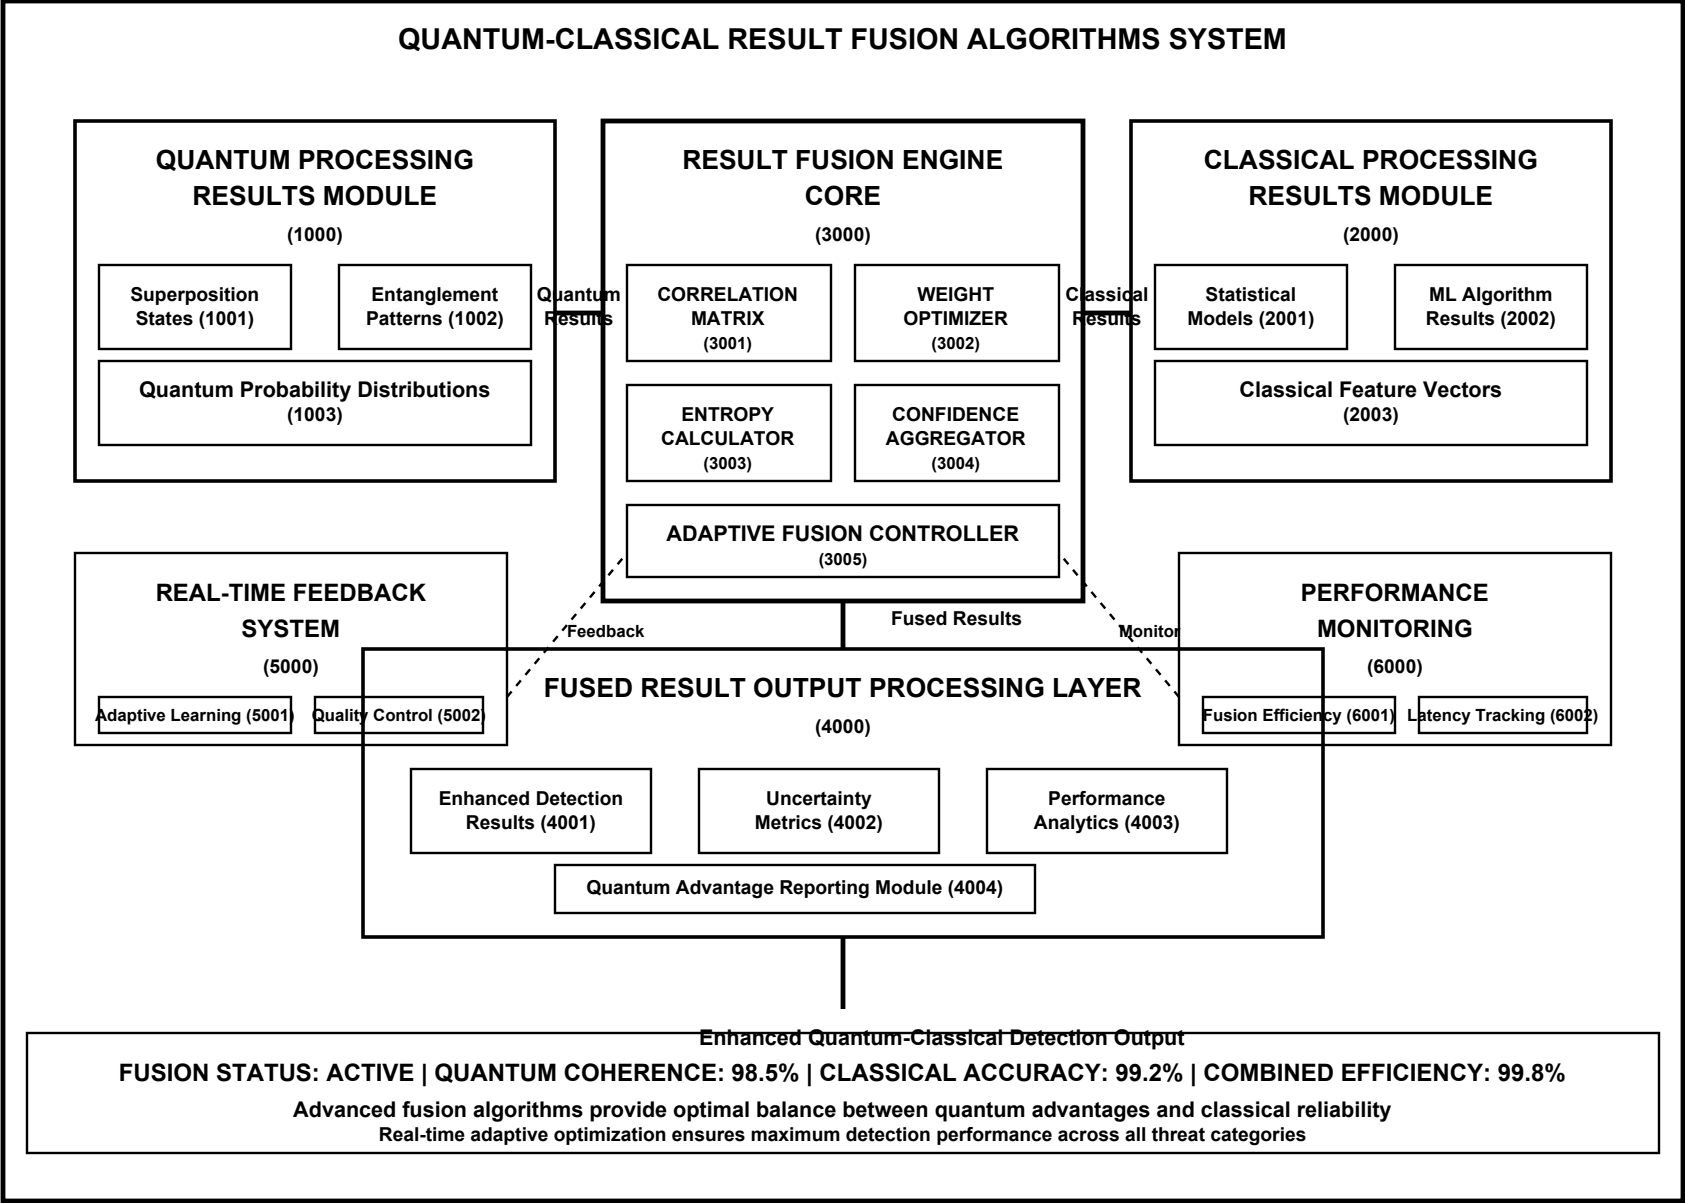 QUANTUM-CLASSICAL RESULT FUSION ALGORITHMS SYSTEM
QUANTUM PROCESSING
RESULTS MODULE
(1000)
Superposition
States (1001)
Entanglement
Patterns (1002)
Quantum Probability Distributions
(1003)
Quantum
Results
RESULT FUSION ENGINE
CORE
(3000)
CORRELATION
MATRIX
(3001)
WEIGHT
OPTIMIZER
(3002)
ENTROPY
CALCULATOR
(3003)
CONFIDENCE
AGGREGATOR
(3004)
ADAPTIVE FUSION CONTROLLER
(3005)
Classical
Results
CLASSICAL PROCESSING
RESULTS MODULE
(2000)
Statistical
Models (2001)
ML Algorithm
Results (2002)
Classical Feature Vectors
(2003)
REAL-TIME FEEDBACK
SYSTEM
(5000)
Adaptive Learning (5001)
Quality Control (5002)
Feedback
Fused Results
Monitor
PERFORMANCE
MONITORING
(6000)
Fusion Efficiency (6001)
Latency Tracking (6002)
FUSED RESULT OUTPUT PROCESSING LAYER
(4000)
Enhanced Detection
Results (4001)
Uncertainty
Metrics (4002)
Performance
Analytics (4003)
Quantum Advantage Reporting Module (4004)
Enhanced Quantum-Classical Detection Output
FUSION STATUS: ACTIVE | QUANTUM COHERENCE: 98.5% | CLASSICAL ACCURACY: 99.2% | COMBINED EFFICIENCY: 99.8%
Advanced fusion algorithms provide optimal balance between quantum advantages and classical reliability
Real-time adaptive optimization ensures maximum detection performance across all threat categories